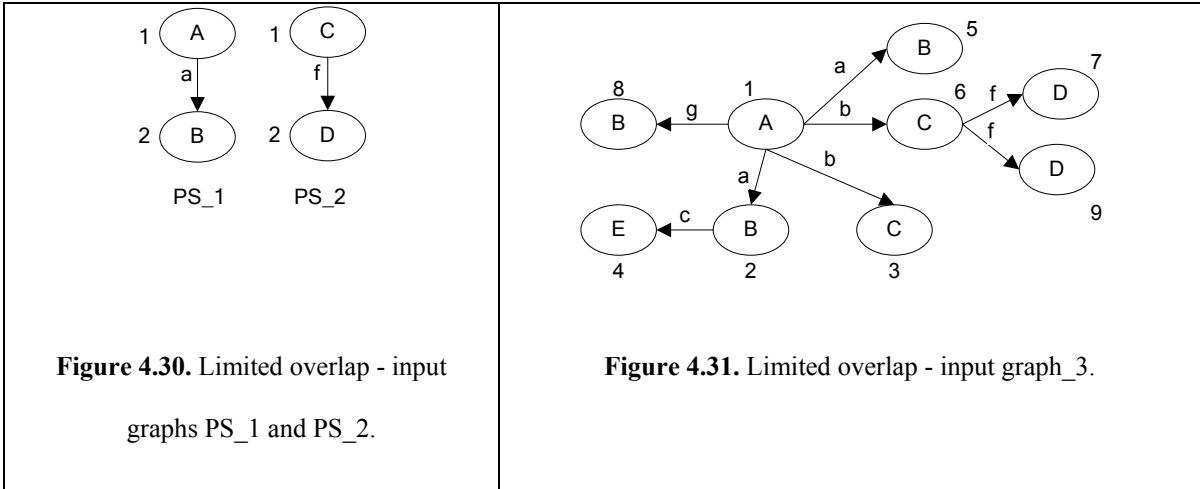 1 A
a
2 B
PS_1
1 C
f
2 D
PS_2
Figure 4.30. Limited overlap - input
graphs PS_1 and PS_2.
B 5
a
7
D
8
B
g
1
A
b
6
C
f
f
D
9
a
b
E
4
c
B
2
C
3
Figure 4.31. Limited overlap - input graph_3.